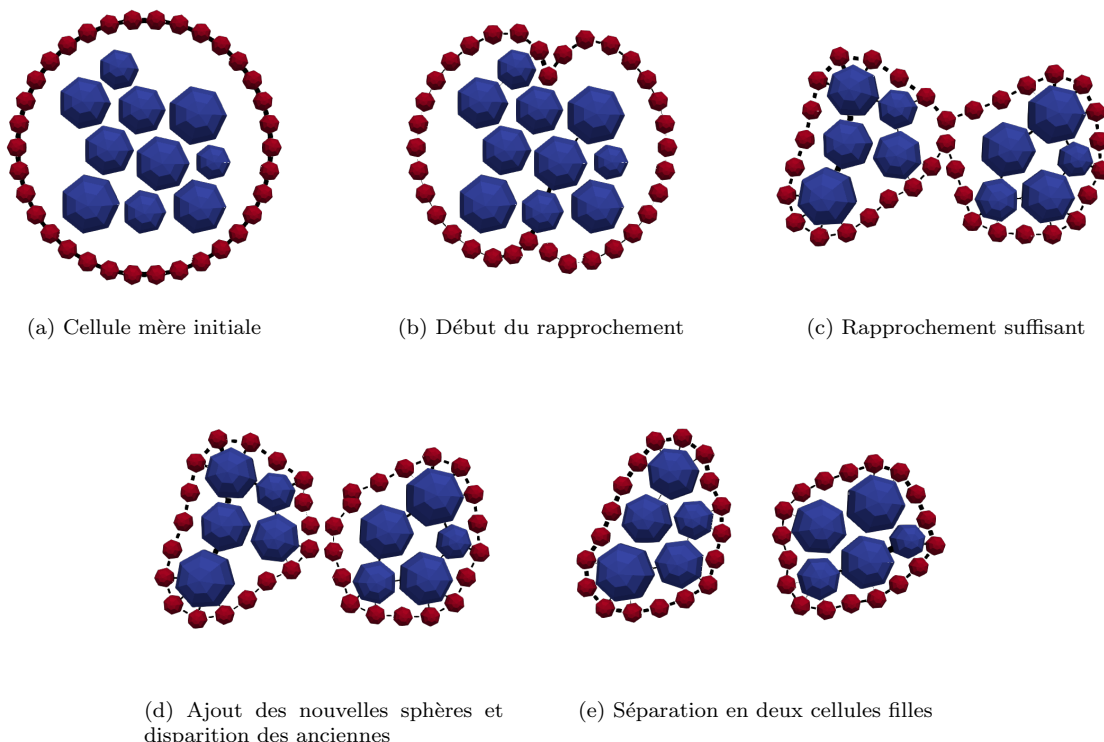 (a) Cellule mère initiale
(b) Début du rapprochement
(c) Rapprochement suffisant
(d) Ajout des nouvelles sphères et
disparition des anciennes
(e) Séparation en deux cellules filles